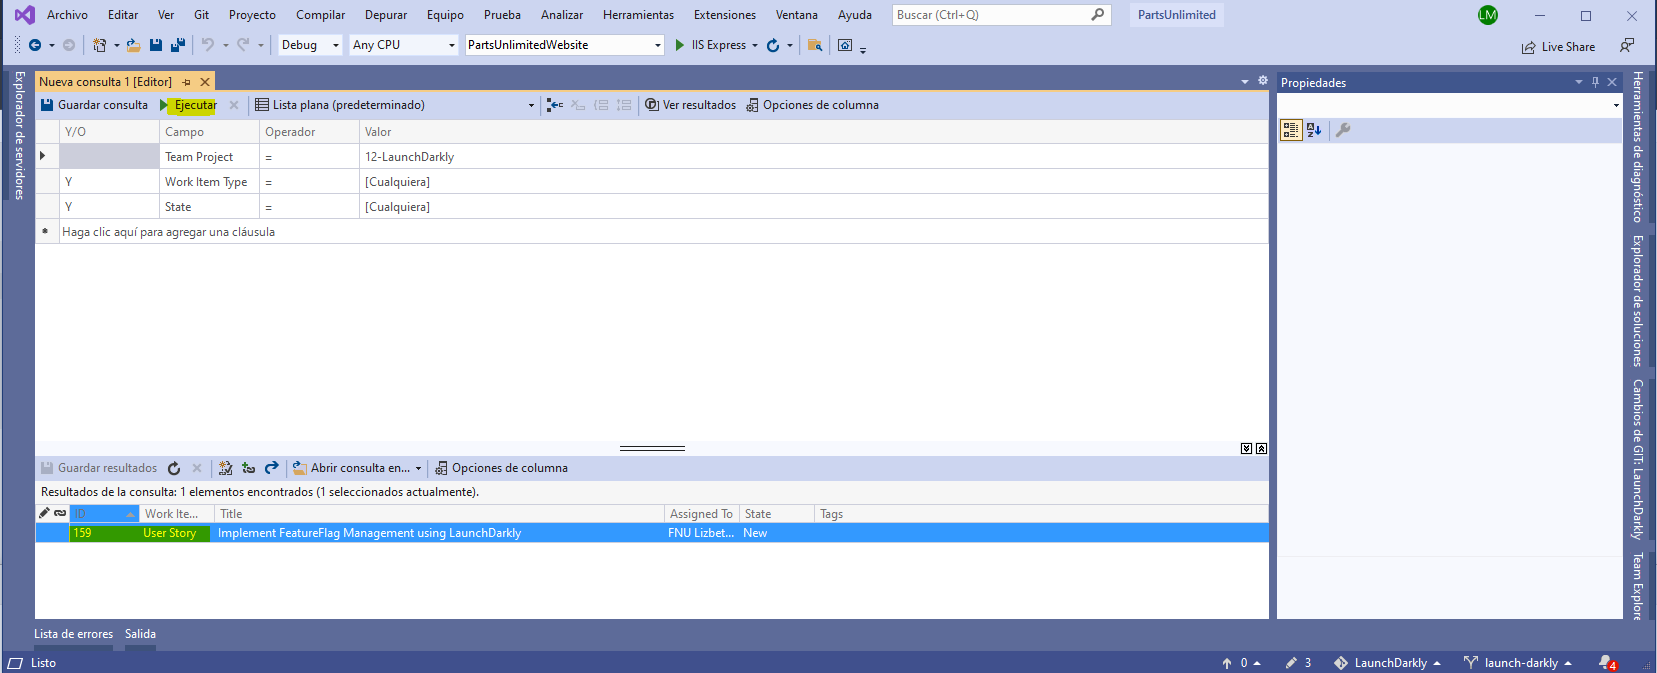 Archivo Editar Ver Git Proyecto Compilar Depurar Equipo Prueba Analizar Herramientas Extensiones Ventana Ayuda Buscar (Ctrl+Q) PartsUnlimited LM
Debug Any CPU PartsUnlimitedWebsite IIS Express Live Share
Explorador de servidores
Nueva consulta 1 [Editor]
Guardar consulta Ejecutar Lista plana (predeterminado) Ver resultados Opciones de columna
Y/O Campo Operador Valor
Team Project = 12-LaunchDarkly
Y Work Item Type = [Cualquiera]
Y State = [Cualquiera]
* Haga clic aquí para agregar una cláusula
Guardar resultados Abrir consulta en... Opciones de columna
Resultados de la consulta: 1 elementos encontrados (1 seleccionados actualmente).
ID Work Ite... Title Assigned To State Tags
159 User Story Implement FeatureFlag Management using LaunchDarkly FNU Lizbet... New
Propiedades
Herramientas de diagnóstico
Explorador de soluciones
Cambios de GIT: LaunchDarkly
Team Explore
Lista de errores Salida
Listo 0 3 LaunchDarkly launch-darkly 4